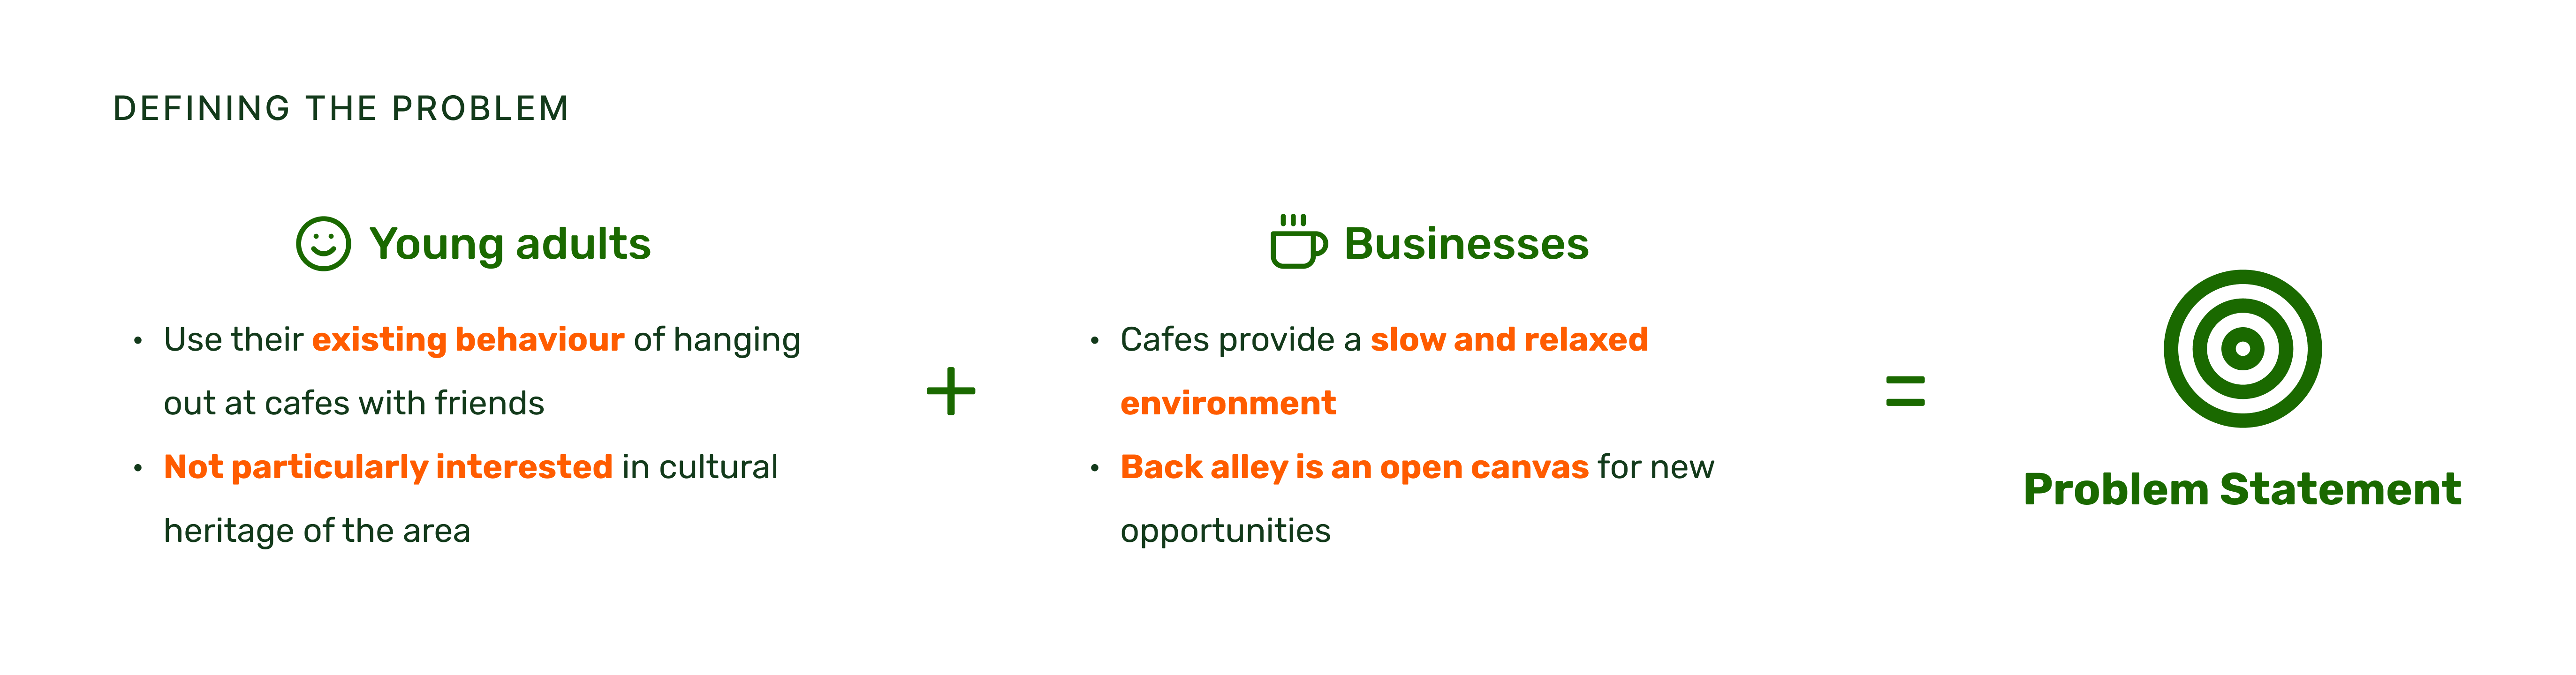 DEFINING THE PROBLEM
Young adults
• Use their existing behaviour of hanging
out at cafes with friends
• Not particularly interested in cultural
heritage of the area
+
Businesses
• Cafes provide a slow and relaxed
environment
• Back alley is an open canvas for new
opportunities
=
Problem Statement